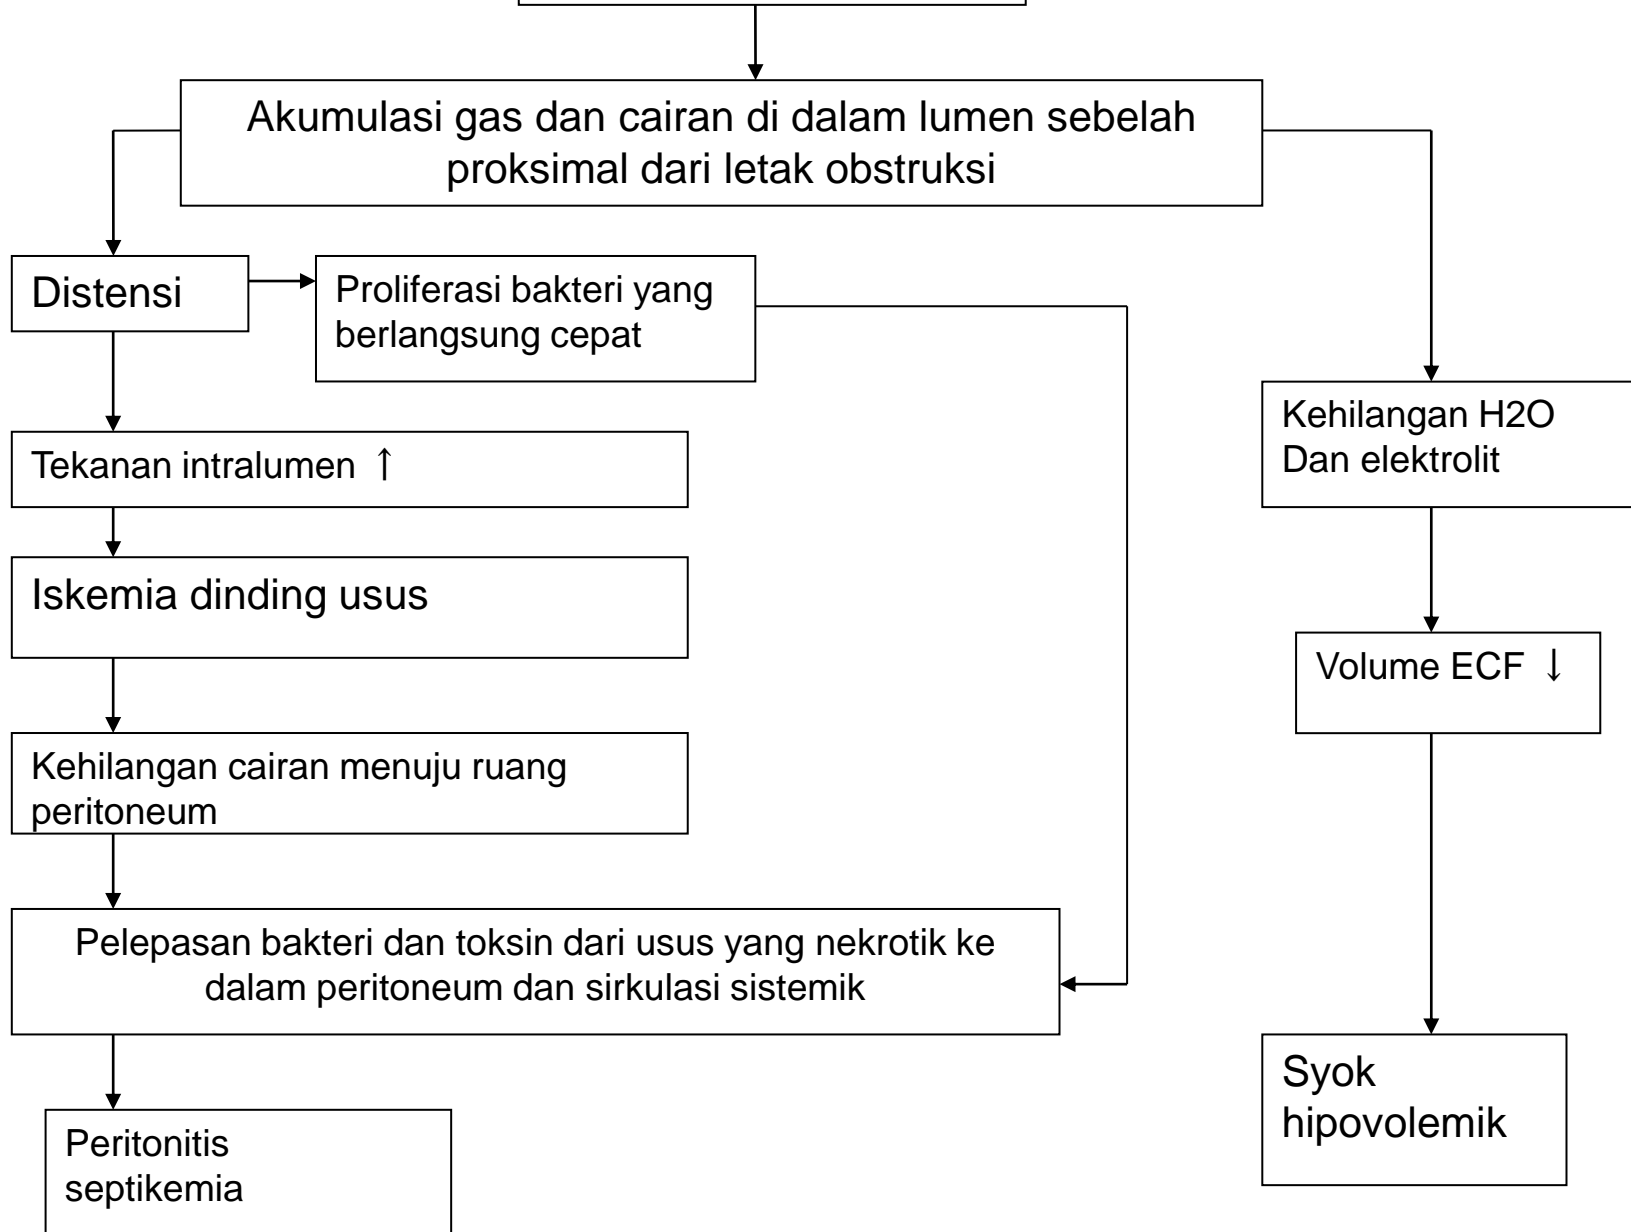 Akumulasi gas dan cairan di dalam lumen sebelah
proksimal dari letak obstruksi
Distensi
Proliferasi bakteri yang
berlangsung cepat
Tekanan intralumen ↑
Kehilangan H2O
Dan elektrolit
Iskemia dinding usus
Volume ECF ↓
Kehilangan cairan menuju ruang
peritoneum
Pelepasan bakteri dan toksin dari usus yang nekrotik ke
dalam peritoneum dan sirkulasi sistemik
Syok
hipovolemik
Peritonitis
septikemia